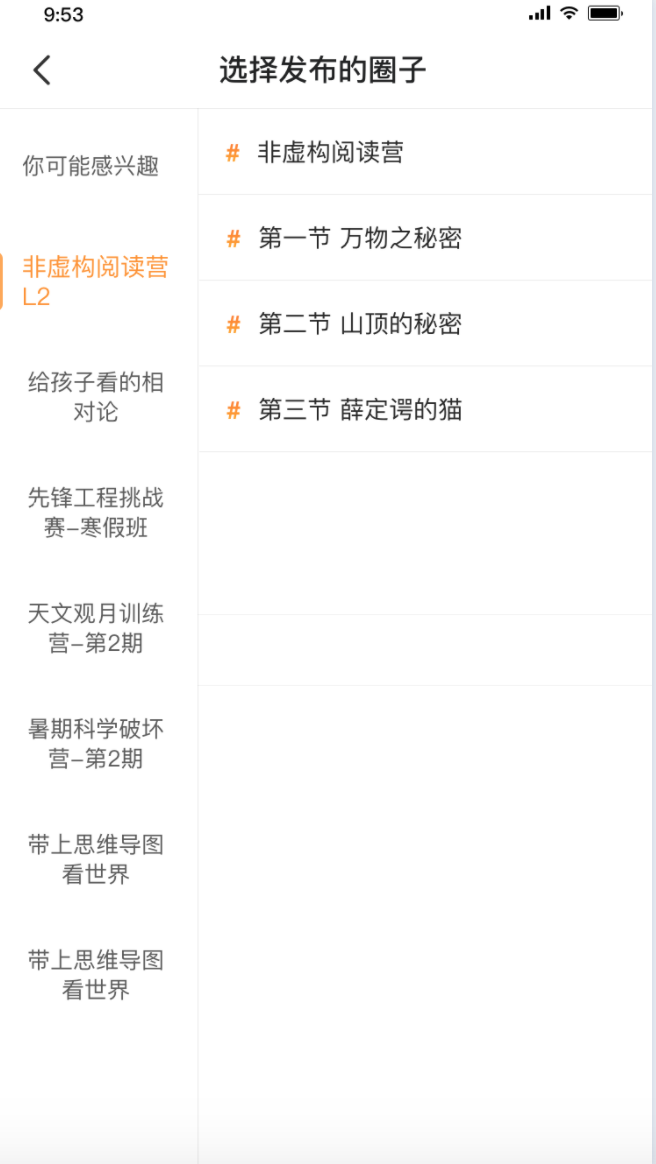 9:53
选择发布的圈子
你可能感兴趣
非虚构阅读营
L2
给孩子看的相
对论
先锋工程挑战
赛-寒假班
天文观月训练
营-第2期
暑期科学破坏
营-第2期
带上思维导图
看世界
带上思维导图
看世界
# 非虚构阅读营
# 第一节 万物之秘密
# 第二节 山顶的秘密
# 第三节 薛定谔的猫